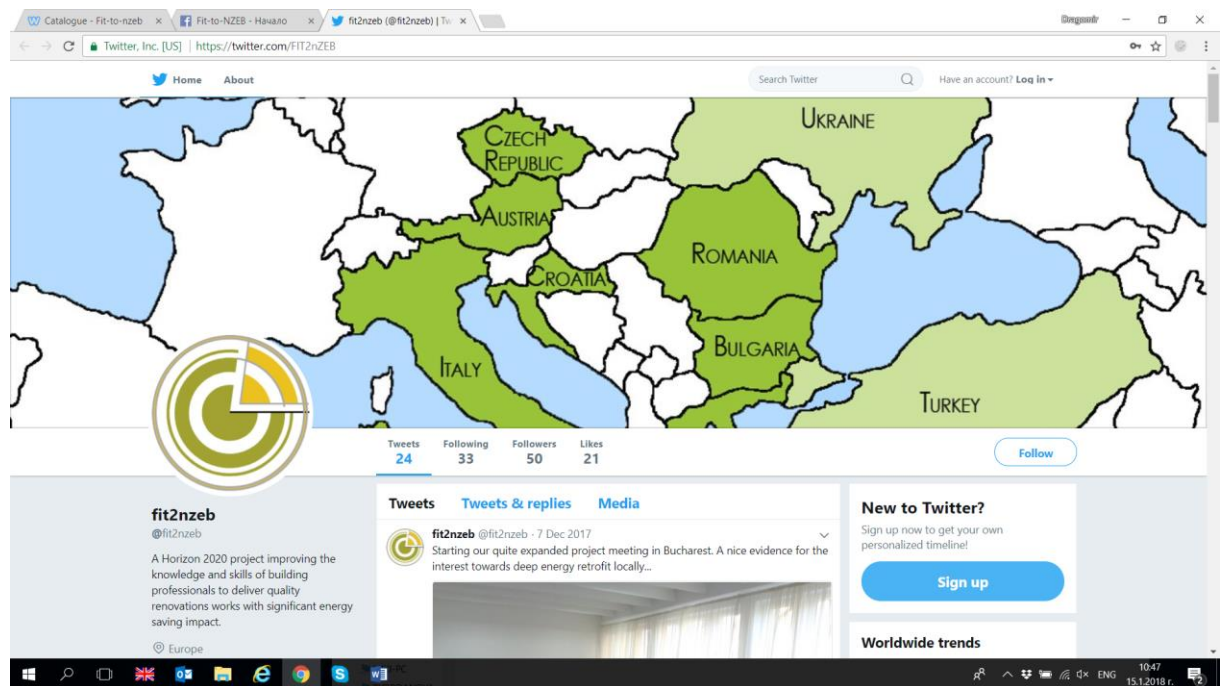 Catalogue - Fit-to-nzeb
Fit-to-NZEB - Начало
fit2nzeb (@fit2nzeb) | Tw
Dragomir
Twitter, Inc. [US] | https://twitter.com/FIT2nZEB
Home About
Search Twitter
Have an account? Log in
UKRAINE
CZECH
REPUBLIC
AUSTRIA
ROMANIA
CROATIA
BULGARIA
ITALY
TURKEY
Tweets Following Followers Likes
24 33 50 21
Follow
fit2nzeb
@fit2nzeb
A Horizon 2020 project improving the
knowledge and skills of building
professionals to deliver quality
renovations works with significant energy
saving impact.
Europe
Tweets Tweets & replies Media
fit2nzeb @fit2nzeb · 7 Dec 2017
Starting our quite expanded project meeting in Bucharest. A nice evidence for the
interest towards deep energy retrofit locally...
New to Twitter?
Sign up now to get your own
personalized timeline!
Sign up
Worldwide trends
ENG
10:47
15.1.2018 г.